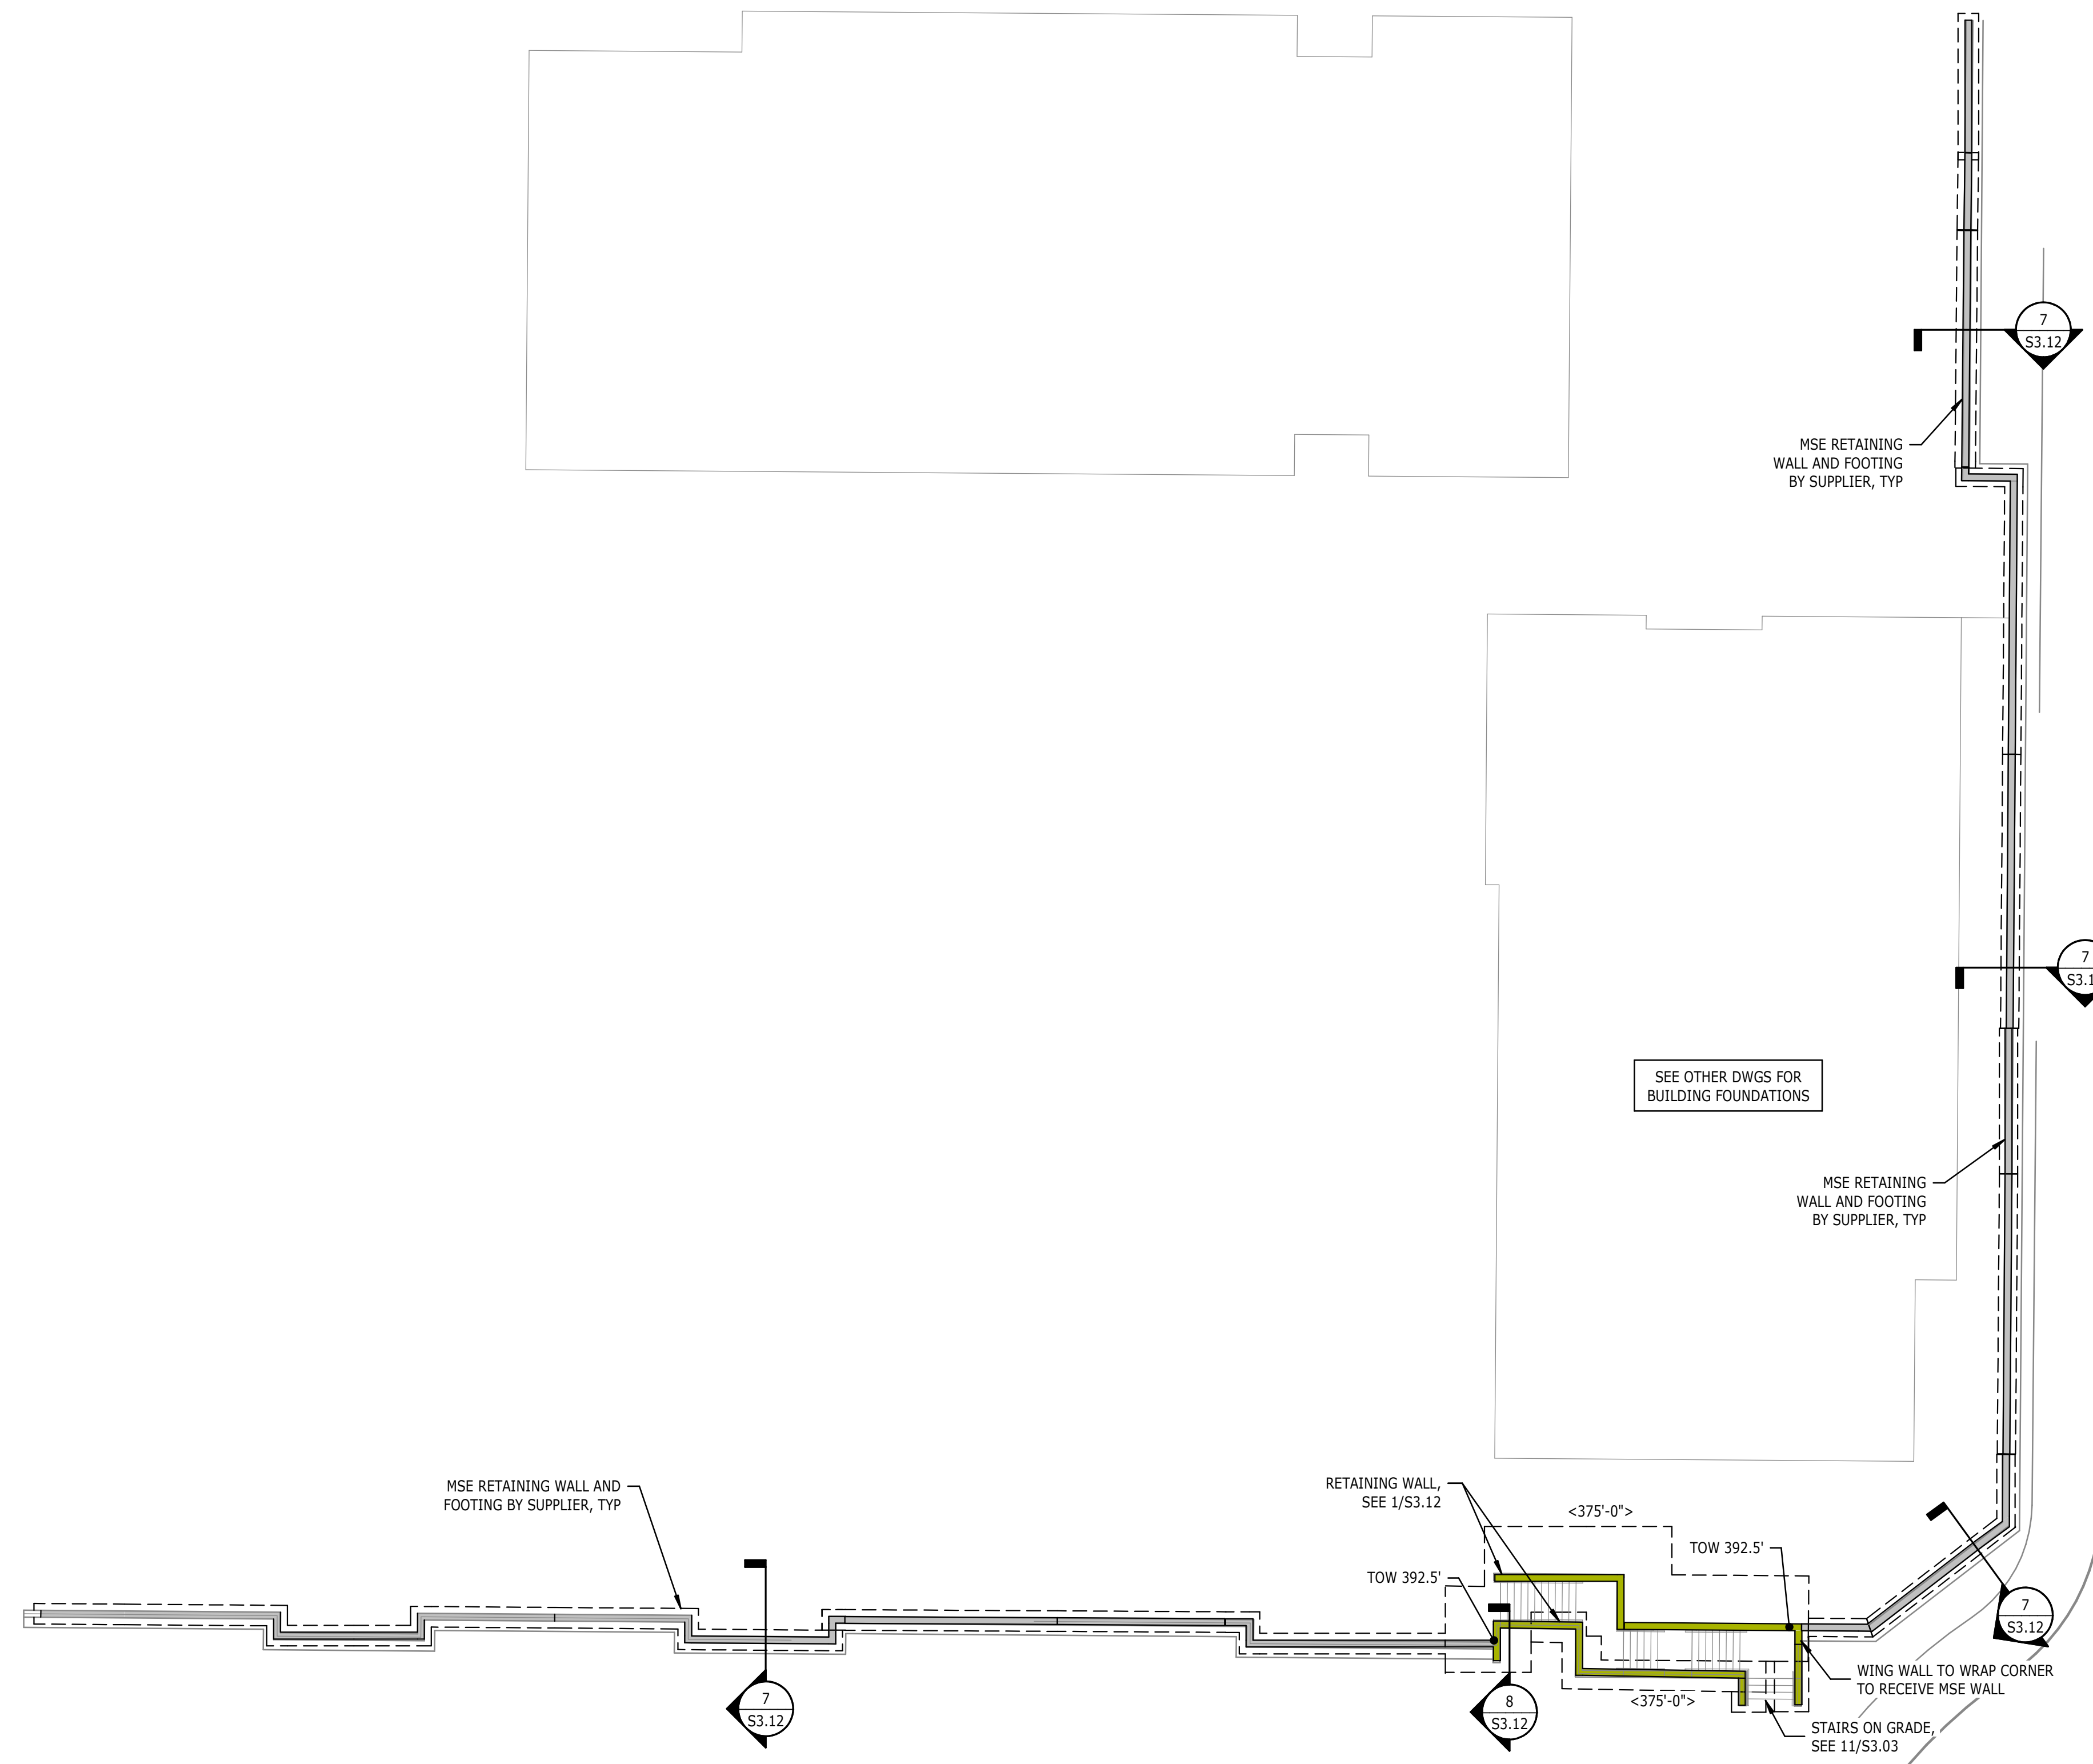 7
S3.12
MSE RETAINING
WALL AND FOOTING
BY SUPPLIER, TYP
7
SEE OTHER DWGS FOR
BUILDING FOUNDATIONS
MSE RETAINING
WALL AND FOOTING
BY SUPPLIER, TYP
MSE RETAINING WALL AND
FOOTING BY SUPPLIER, TYP
RETAINING WALL,
SEE 1/S3.12
<375'-0">
TOW 392.5'
TOW 392.5'
7
S3.12
WING WALL TO WRAP CORNER
TO RECEIVE MSE WALL
<375'-0">
7
S3.12
8
S3.12
STAIRS ON GRADE,
SEE 11/S3.03